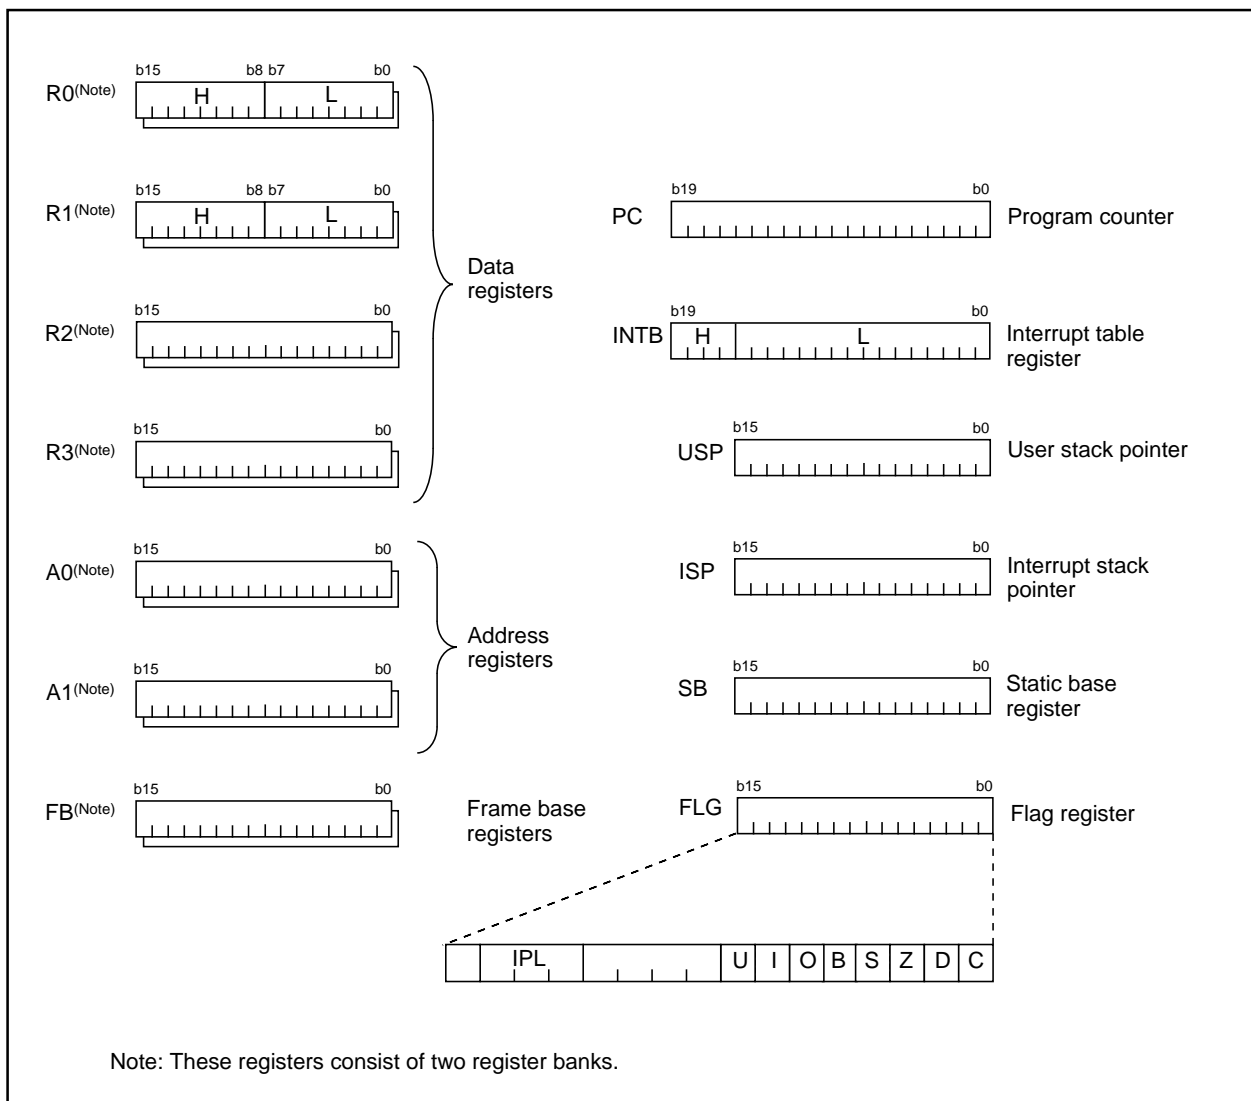 b15 b8 b7 b0
R0(Note) H L
b15 b8 b7 b0
R1(Note) H L
b15 b0
R2(Note)
b15 b0
R3(Note)
Data
registers
b15 b0
A0(Note)
b15 b0
A1(Note)
Address
registers
b15 b0
FB(Note)
Frame base
registers
b19 b0
PC Program counter
b19 b0
INTB H L Interrupt table
register
b15 b0
USP User stack pointer
b15 b0
ISP Interrupt stack
pointer
b15 b0
SB Static base
register
b15 b0
FLG Flag register
IPL U I O B S Z D C
Note: These registers consist of two register banks.